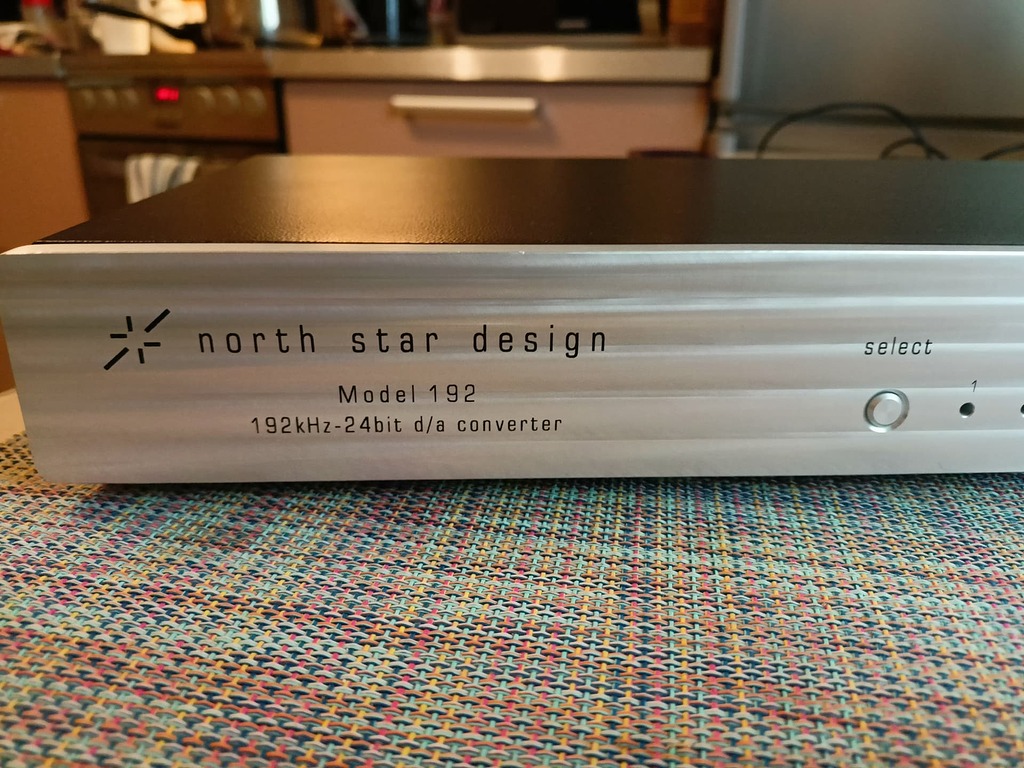 north star design
Model 192
192kHz-24bit d/a converter
select
1